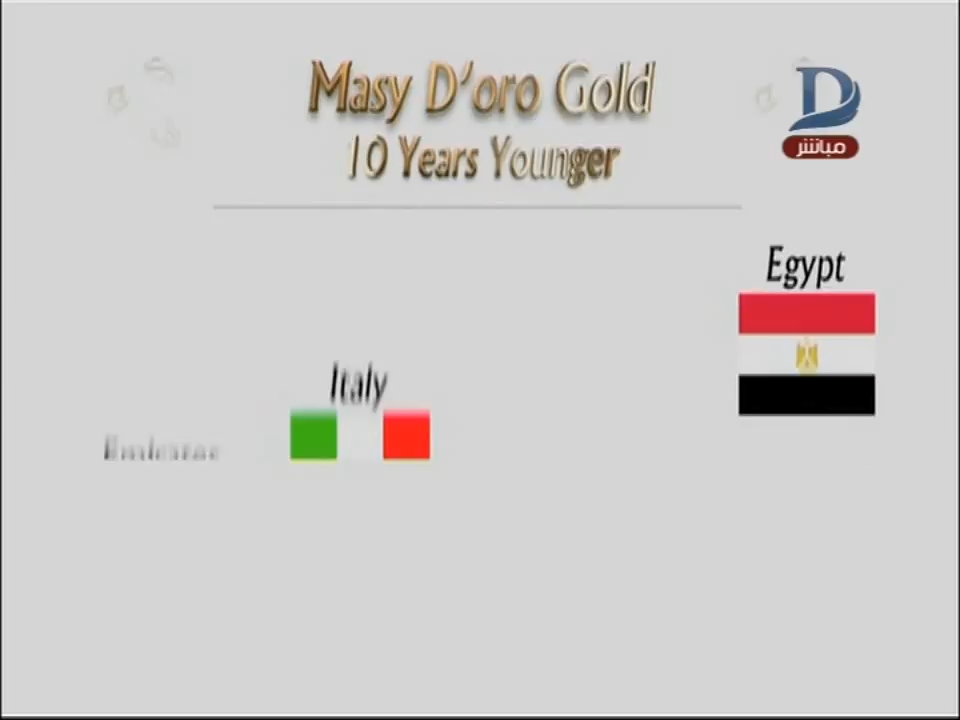 Masy D'oro Gold
10 Years Younger
مباشر
Egypt
Italy